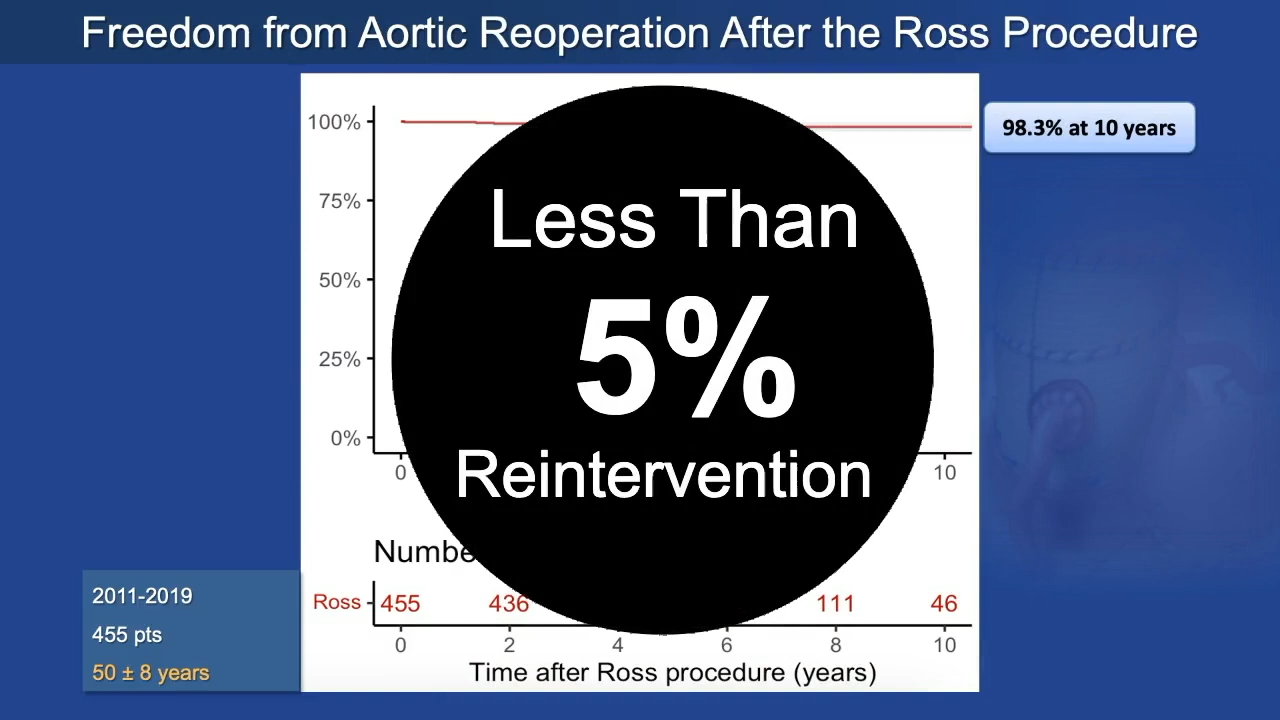 Freedom from Aortic Reoperation After the Ross Procedure
98.3% at 10 years
100%
75%
50%
25%
0%
0
10
Less Than
5%
Reintervention
Numbe
Ross 455 436 111 46
0 2 4 6 8 10
Time after Ross procedure (years)
2011-2019
455 pts
50 ± 8 years